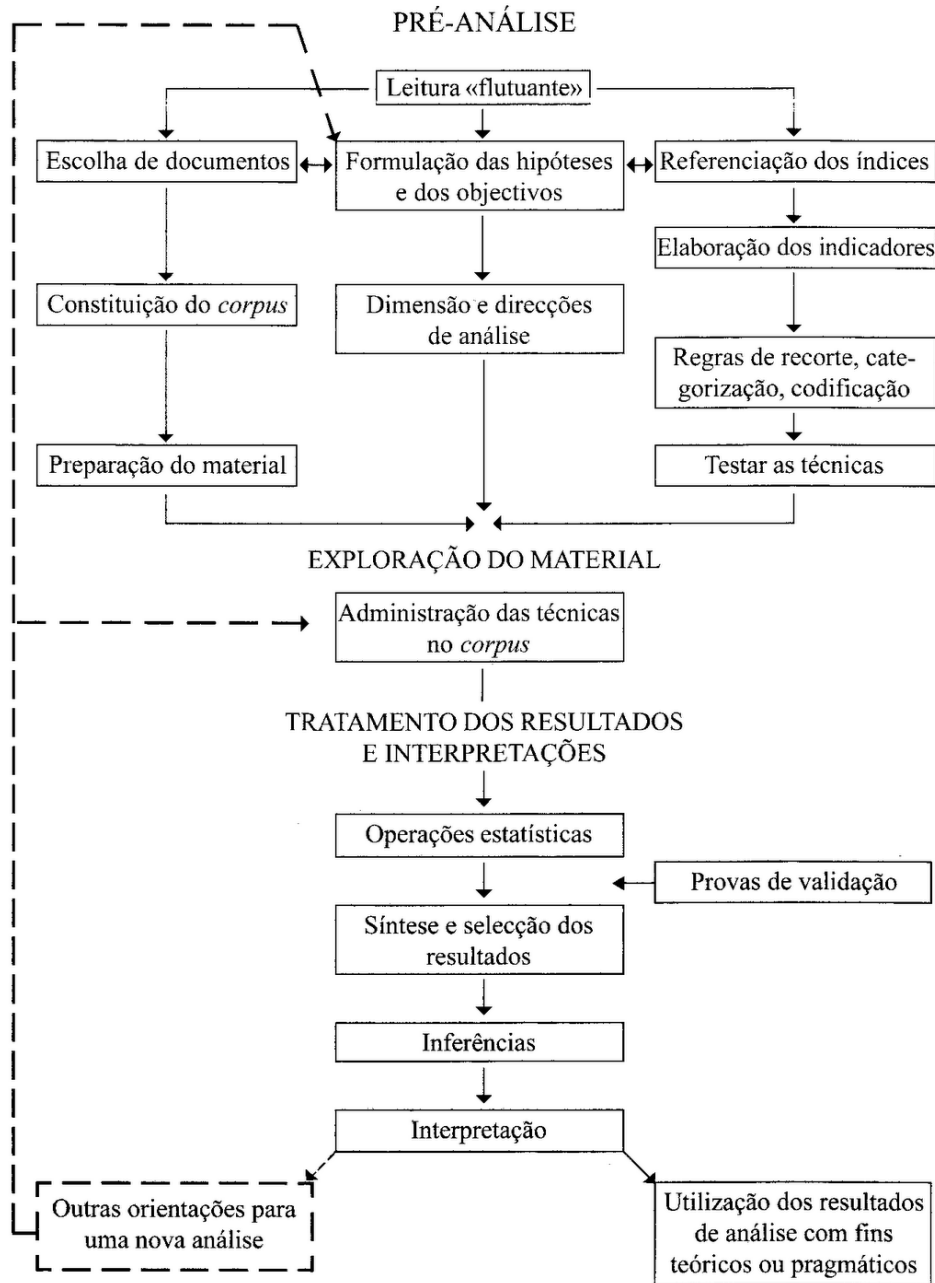 PRÉ-ANÁLISE
Leitura «flutuante»
Escolha de documentos
Formulação das hipóteses
e dos objectivos
Referenciação dos índices
Elaboração dos indicadores
Constituição do corpus
Dimensão e direcções
de análise
Regras de recorte, cate-
gorização, codificação
Preparação do material
Testar as técnicas
EXPLORAÇÃO DO MATERIAL
Administração das técnicas
no corpus
TRATAMENTO DOS RESULTADOS
E INTERPRETAÇÕES
Operações estatísticas
Provas de validação
Síntese e selecção dos
resultados
Inferências
Interpretação
Outras orientações para
uma nova análise
Utilização dos resultados
de análise com fins
teóricos ou pragmáticos